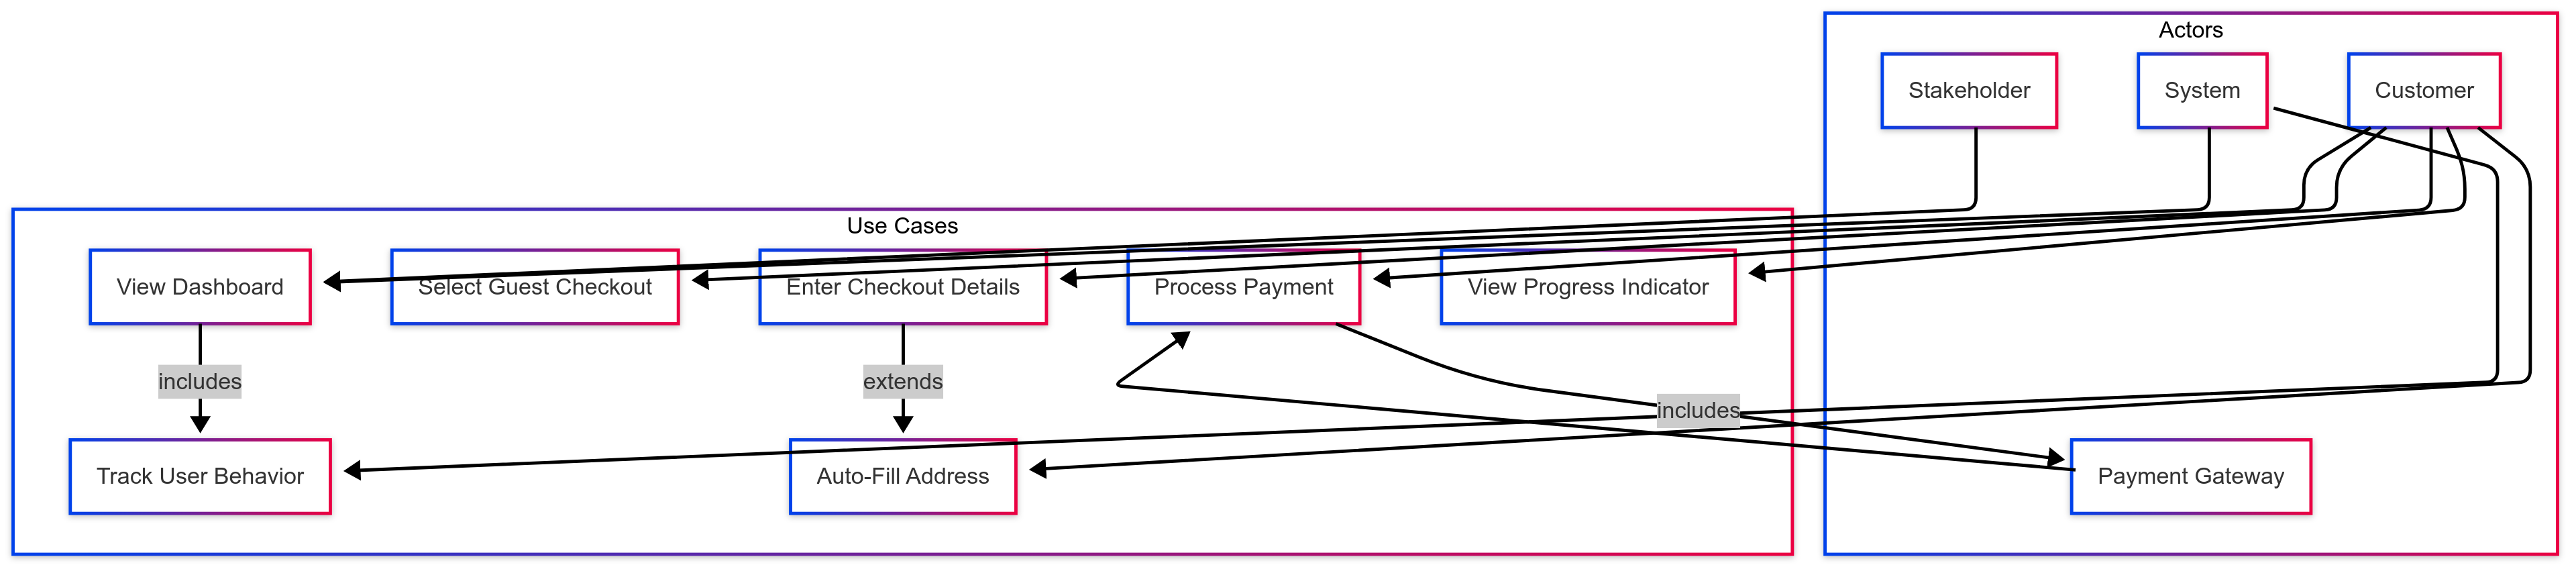 Actors
Stakeholder
System
Customer
Use Cases
View Dashboard
Select Guest Checkout
Enter Checkout Details
Process Payment
View Progress Indicator
includes
extends
includes
Track User Behavior
Auto-Fill Address
Payment Gateway